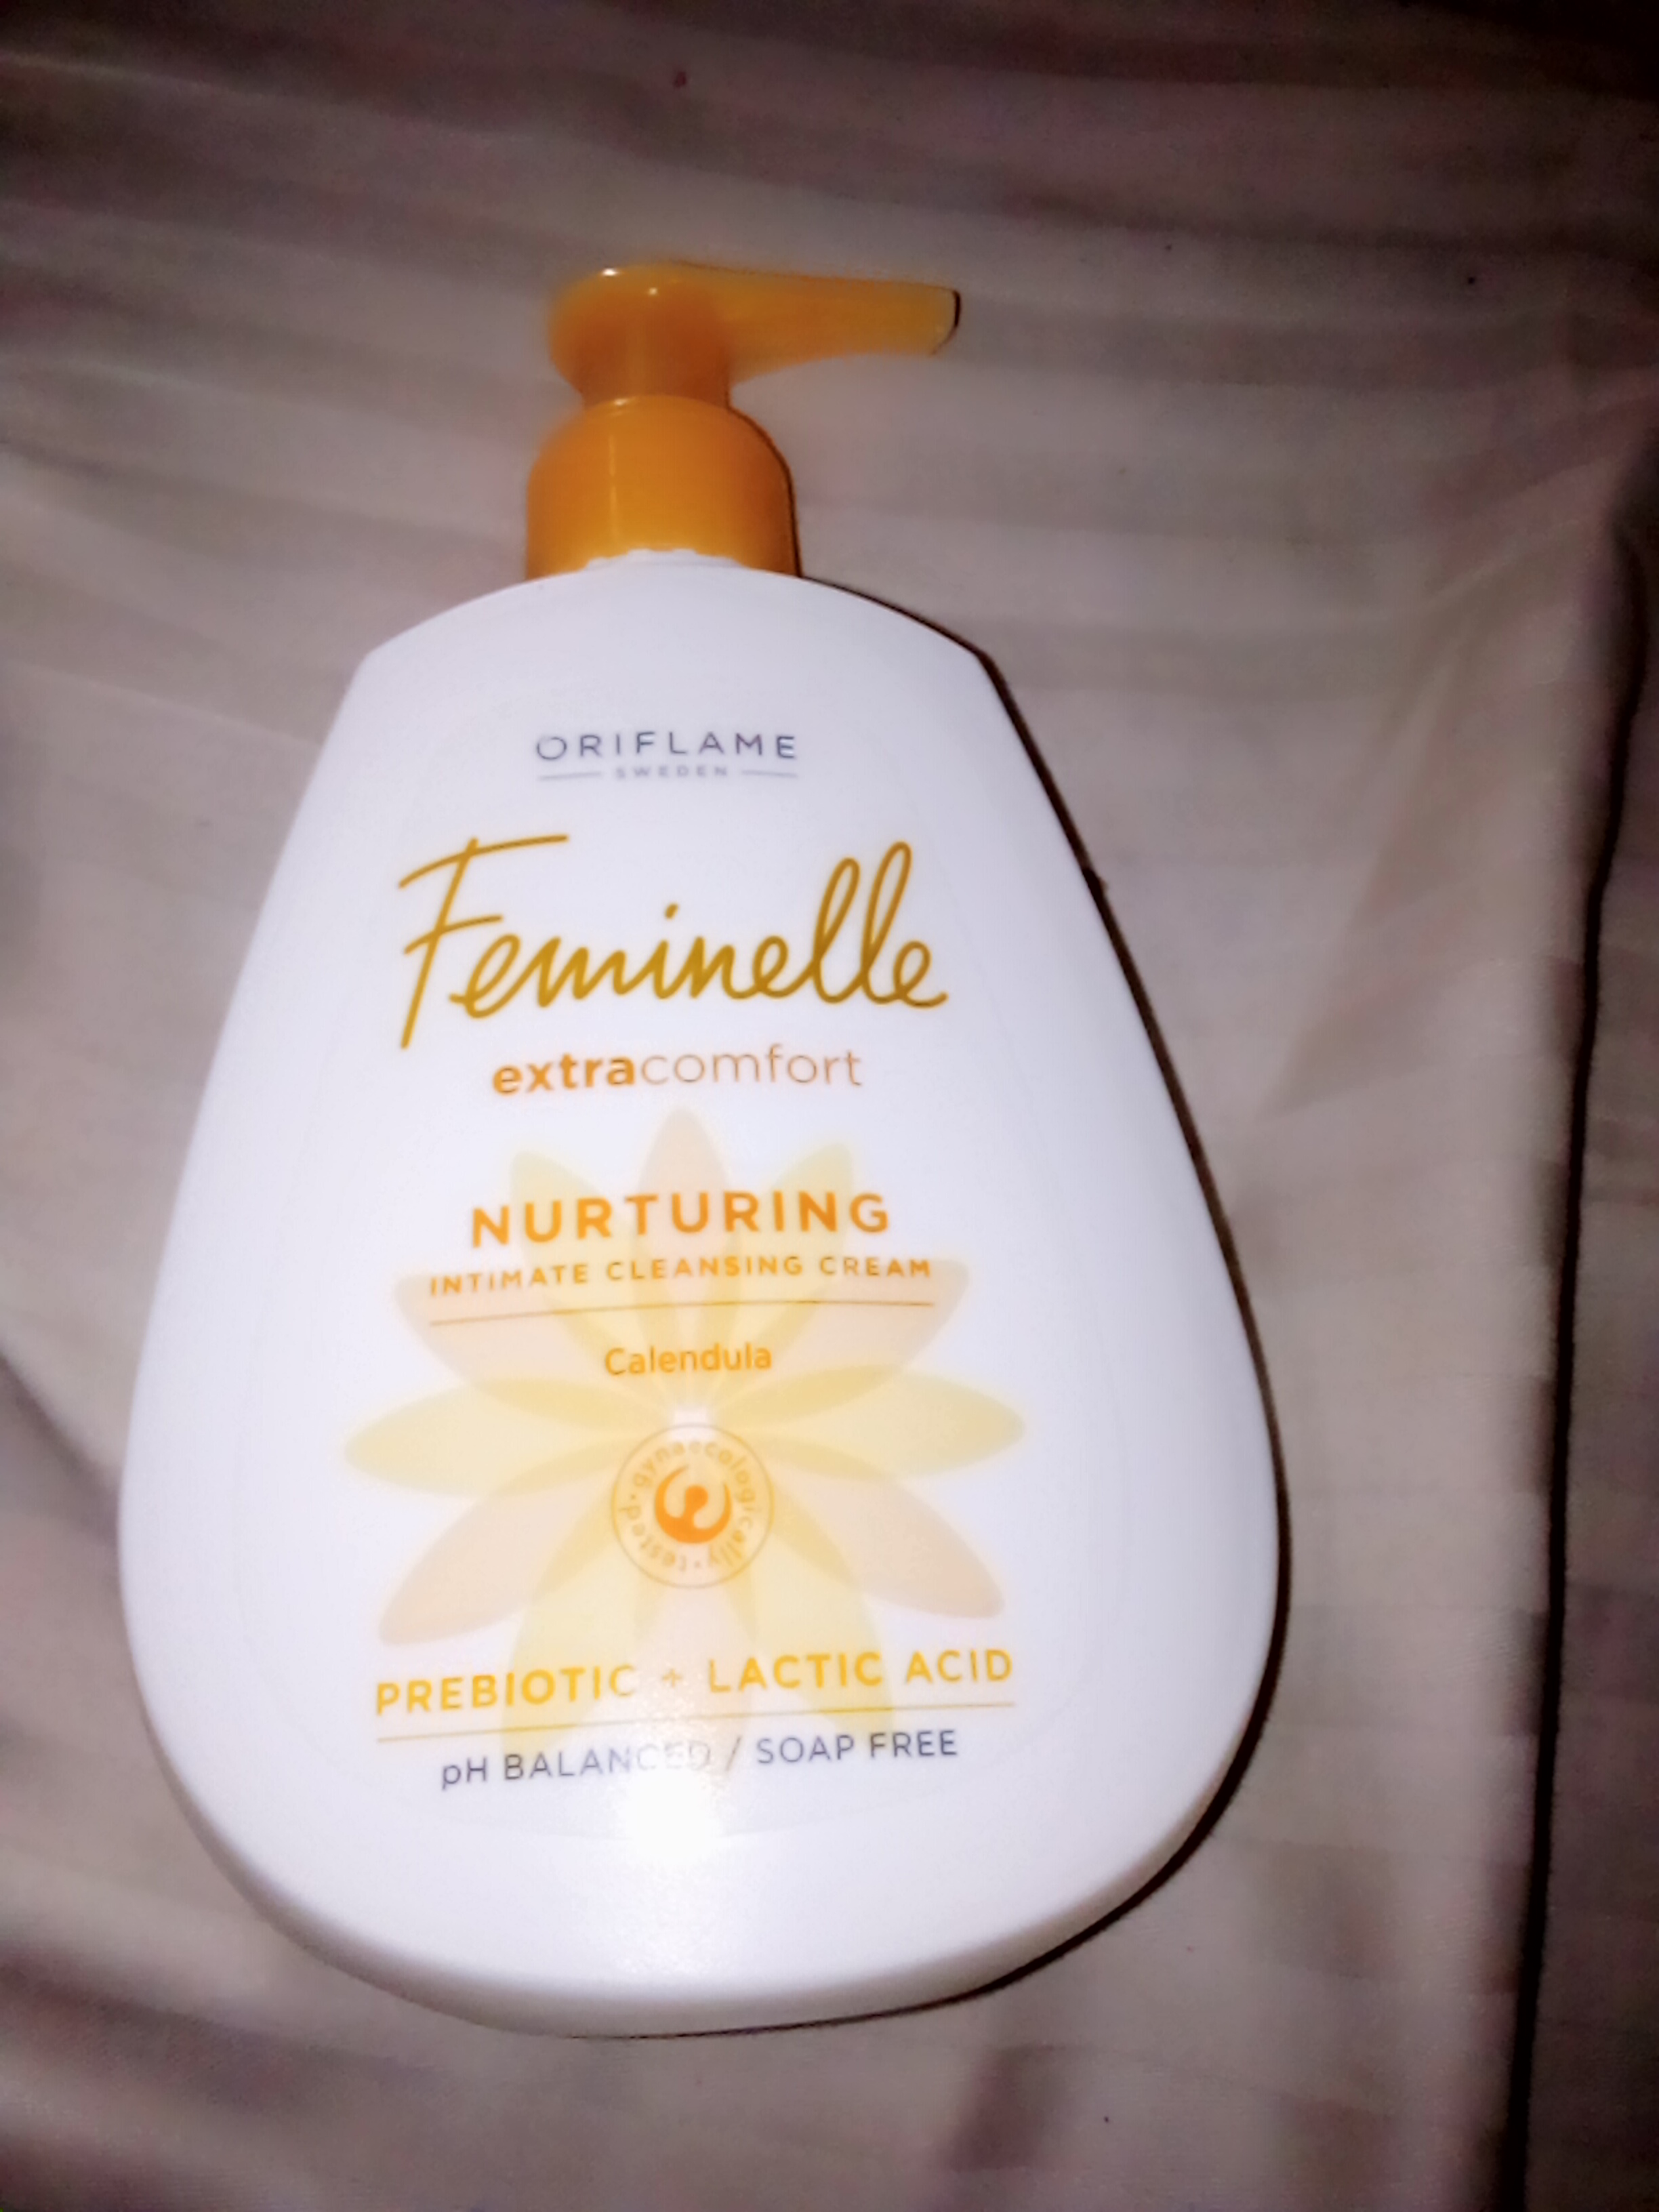 ORIFLAME
SWEDEN
Feminelle
extracomfort
NURTURING
INTIMATE CLEANSING CREAM
Calendula
gynaecologically · tested ·
PREBIOTIC + LACTIC ACID
pH BALANCED / SOAP FREE